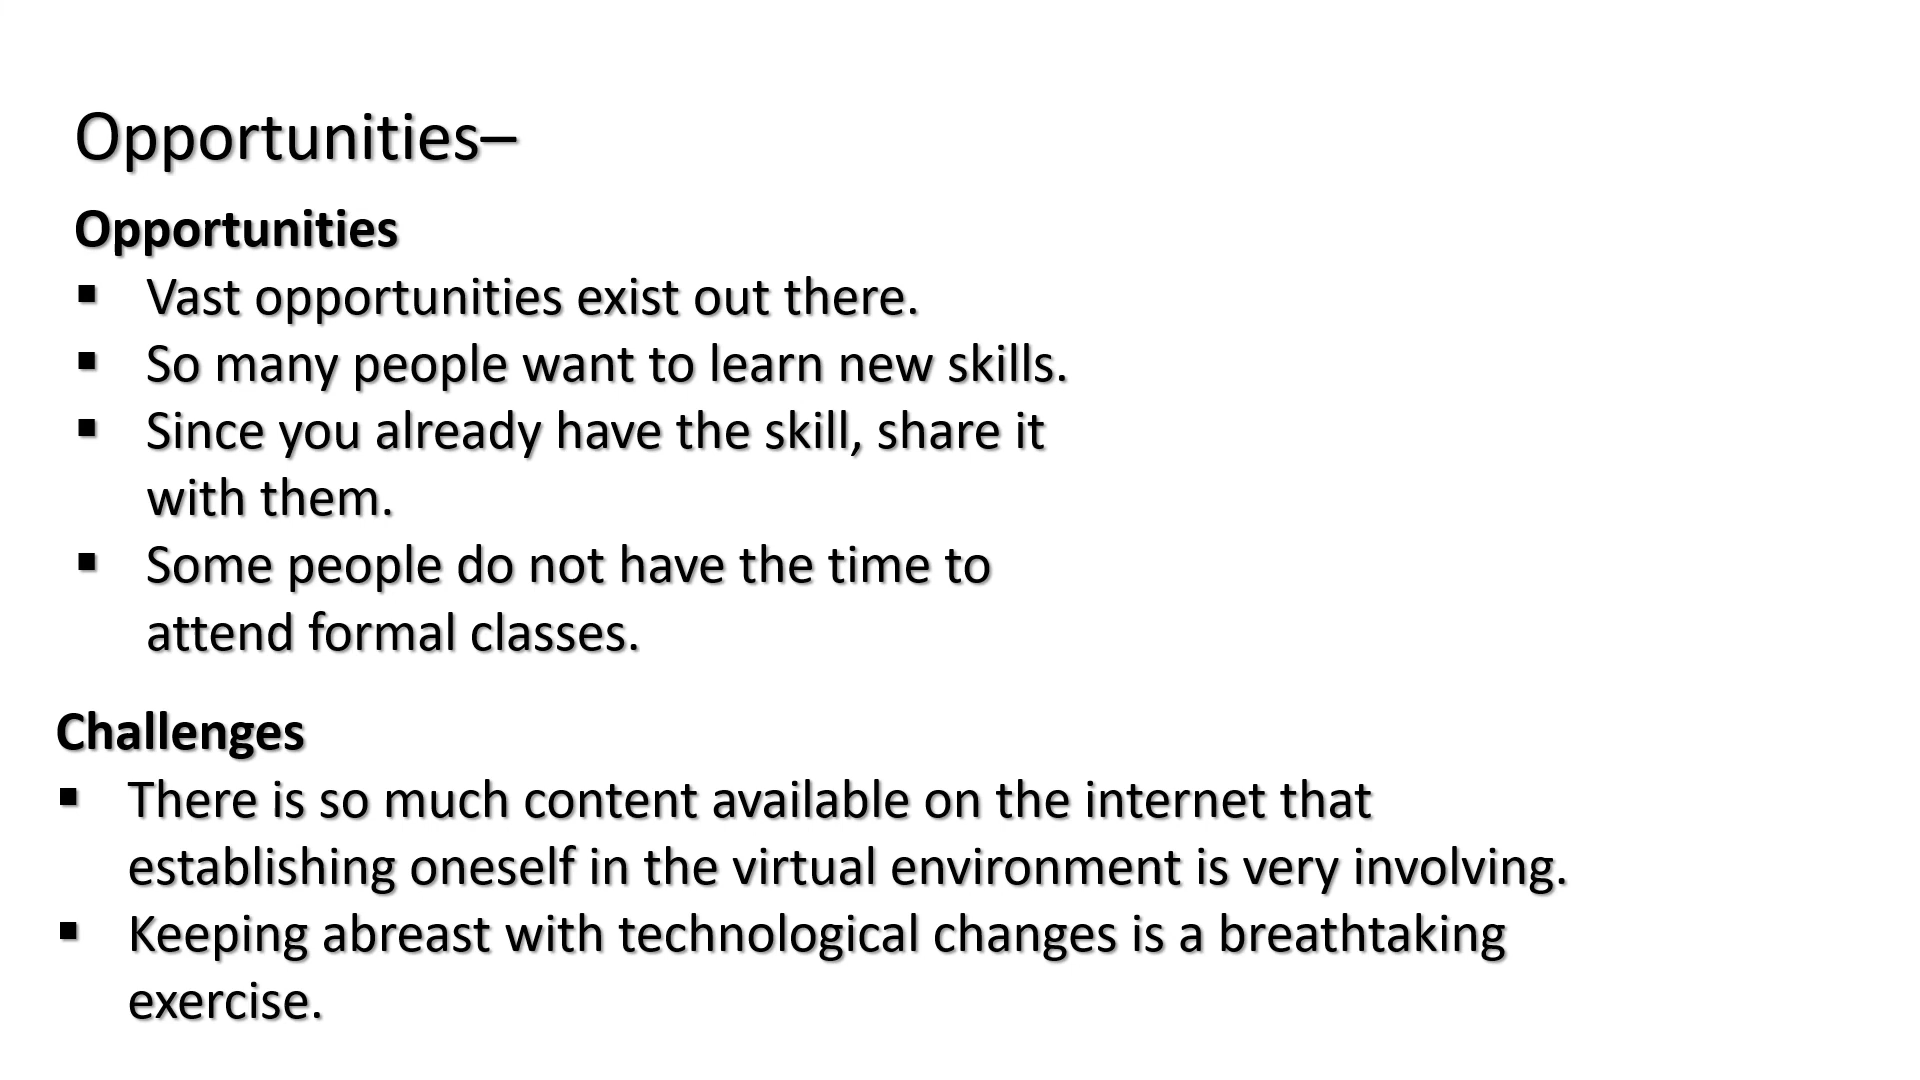 Opportunities–
Opportunities
▪ Vast opportunities exist out there.
▪ So many people want to learn new skills.
▪ Since you already have the skill, share it
with them.
▪ Some people do not have the time to
attend formal classes.
Challenges
▪ There is so much content available on the internet that
establishing oneself in the virtual environment is very involving.
▪ Keeping abreast with technological changes is a breathtaking
exercise.